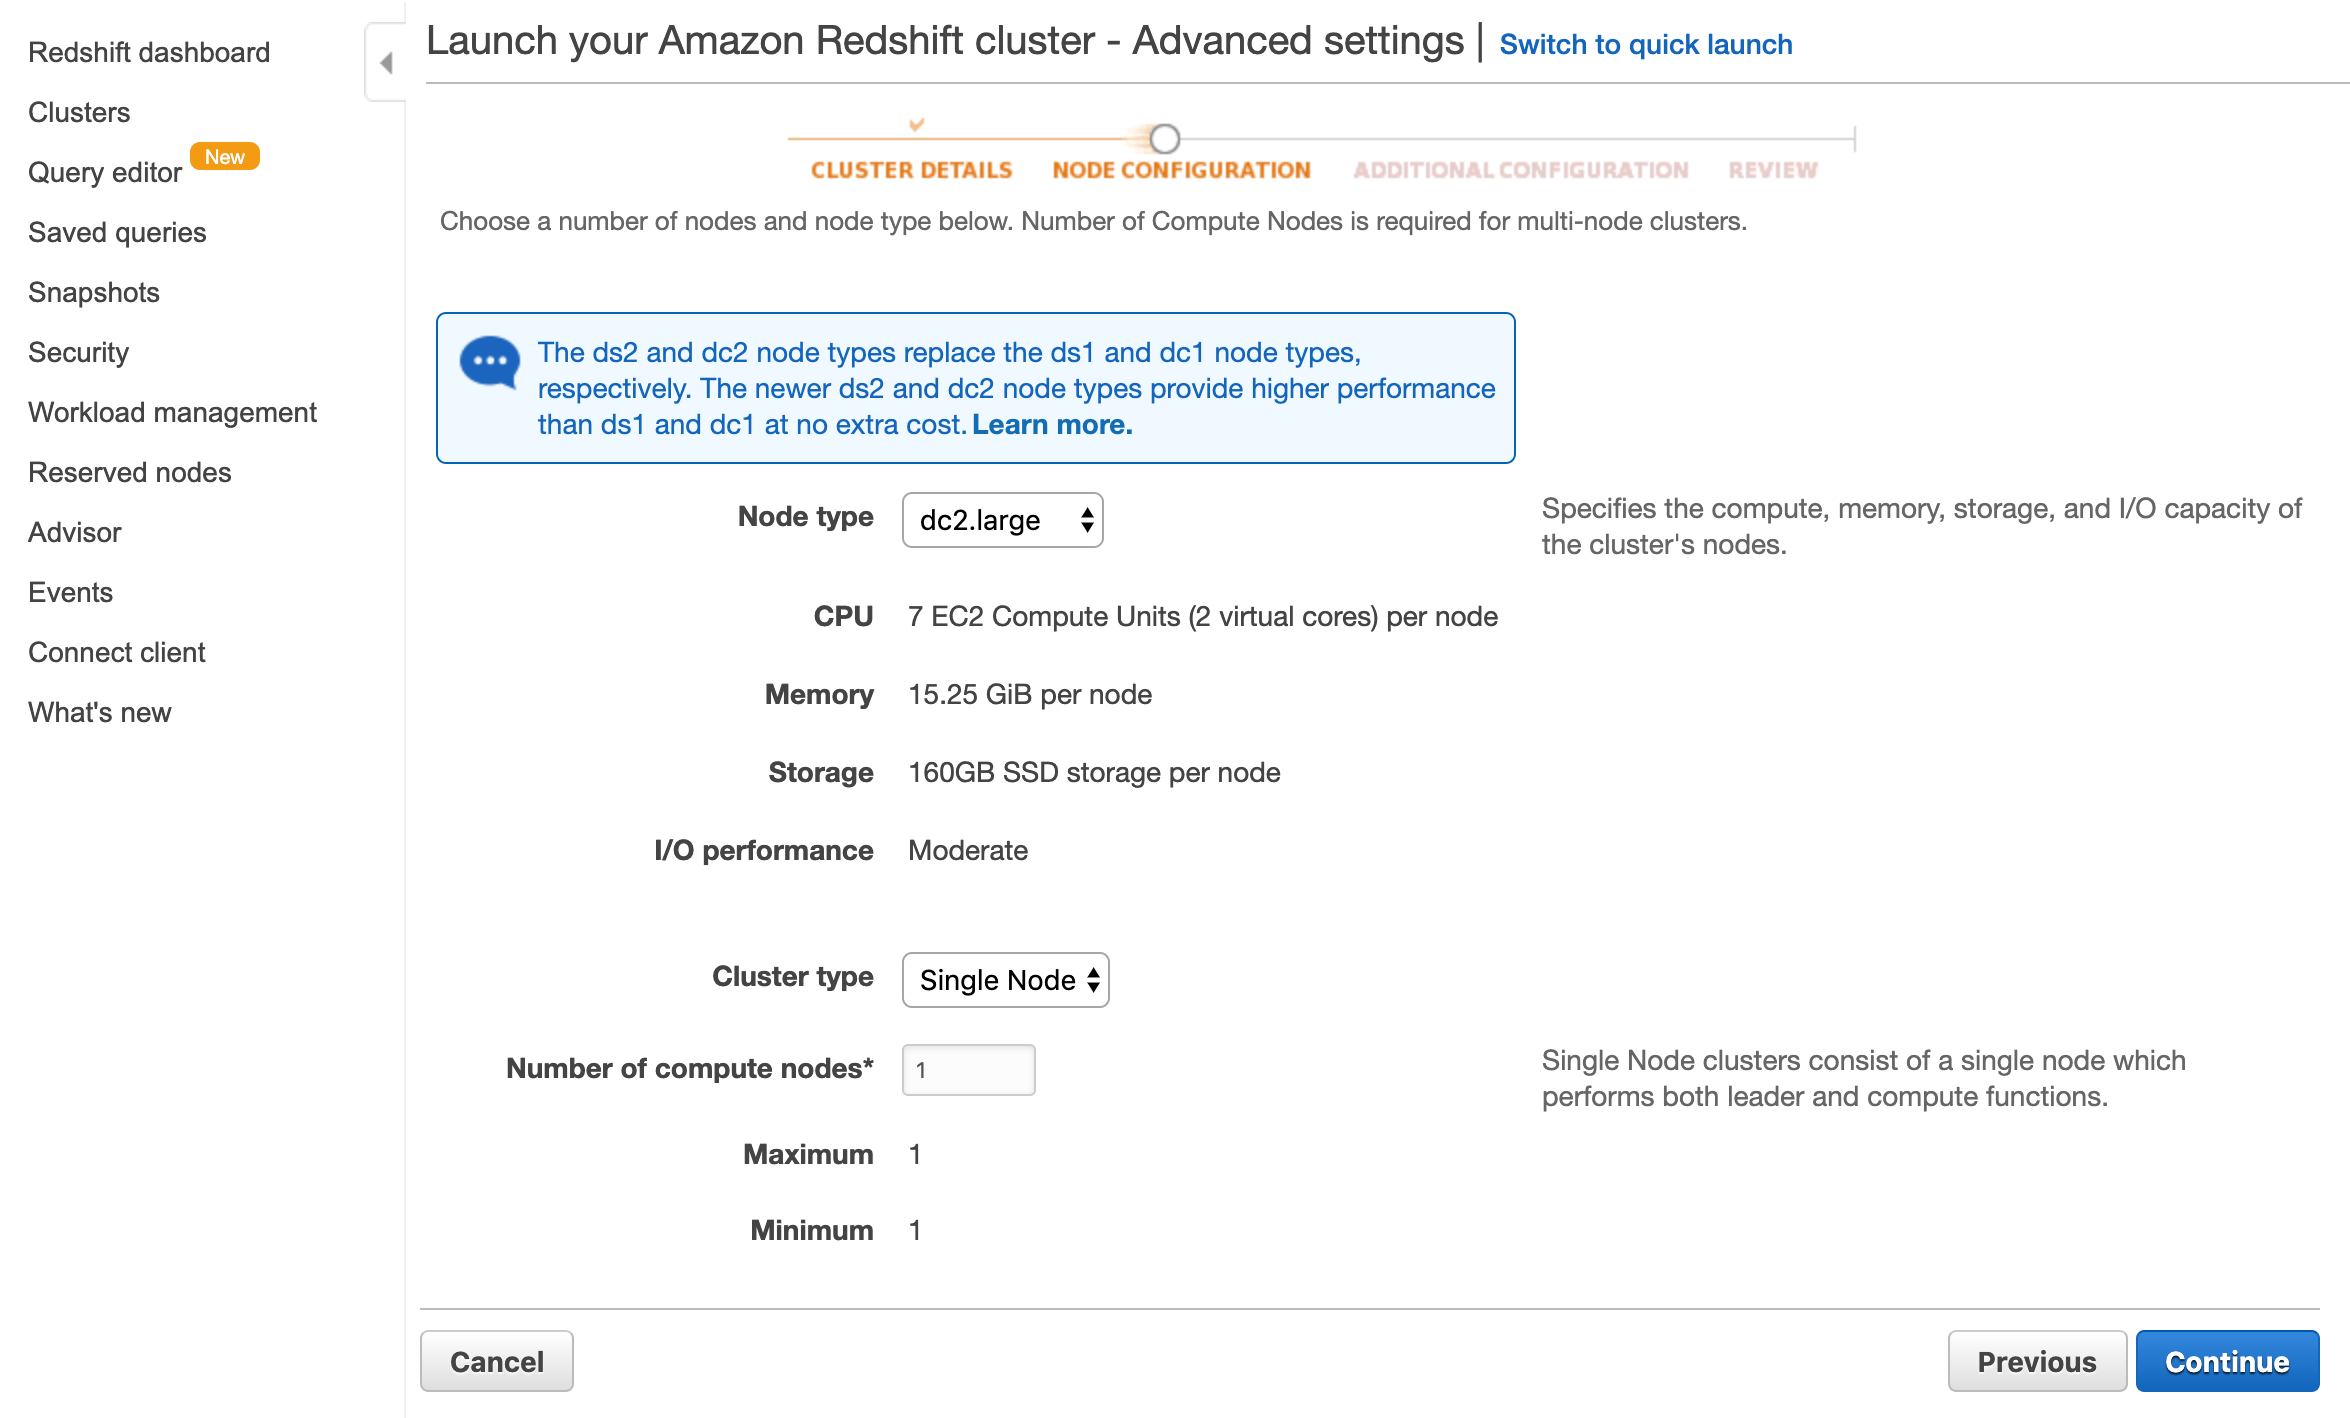 Redshift dashboard
Clusters
Query editor New
Saved queries
Snapshots
Security
Workload management
Reserved nodes
Advisor
Events
Connect client
What's new
Launch your Amazon Redshift cluster - Advanced settings | Switch to quick launch
CLUSTER DETAILS NODE CONFIGURATION ADDITIONAL CONFIGURATION REVIEW
Choose a number of nodes and node type below. Number of Compute Nodes is required for multi-node clusters.
The ds2 and dc2 node types replace the ds1 and dc1 node types,
respectively. The newer ds2 and dc2 node types provide higher performance
than ds1 and dc1 at no extra cost. Learn more.
Node type dc2.large
Specifies the compute, memory, storage, and I/O capacity of
the cluster's nodes.
CPU 7 EC2 Compute Units (2 virtual cores) per node
Memory 15.25 GiB per node
Storage 160GB SSD storage per node
I/O performance Moderate
Cluster type Single Node
Number of compute nodes* 1
Single Node clusters consist of a single node which
performs both leader and compute functions.
Maximum 1
Minimum 1
Cancel Previous Continue